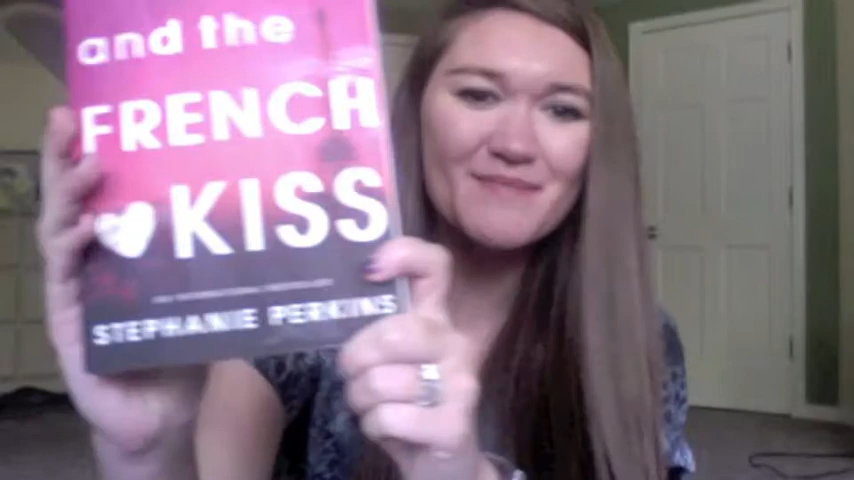 and the
FRENCH
KISS
STEPHANIE PERKINS